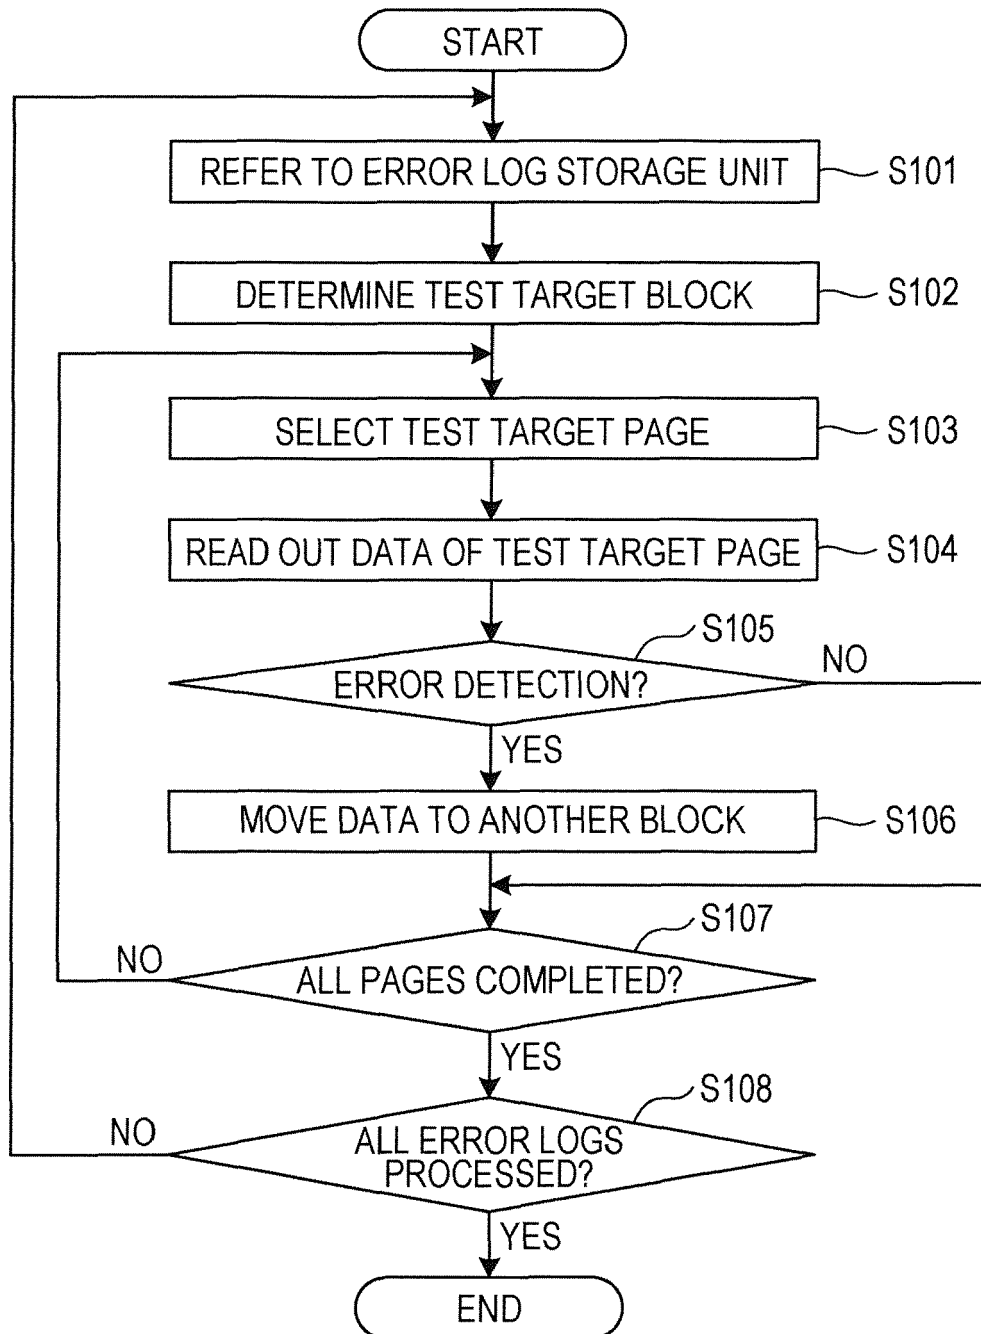 START
REFER TO ERROR LOG STORAGE UNIT
S101
DETERMINE TEST TARGET BLOCK
S102
SELECT TEST TARGET PAGE
S103
READ OUT DATA OF TEST TARGET PAGE
S104
S105
ERROR DETECTION?
NO
YES
MOVE DATA TO ANOTHER BLOCK
S106
S107
NO
ALL PAGES COMPLETED?
YES
S108
NO
ALL ERROR LOGS
PROCESSED?
YES
END